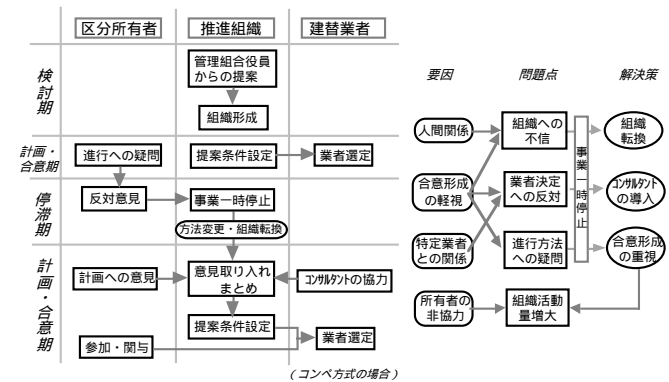 区分所有者
推進組織
建替業者
検討期
管理組合役員
からの提案
組織形成
計画・
合意期
進行への疑問
提案条件設定
業者選定
停滞期
反対意見
事業一時停止
方法変更・組織転換
計画・合意期
計画への意見
意見取り入れ
まとめ
コンサルタントの協力
提案条件設定
業者選定
参加・関与
(コンペ方式の場合)
要因
問題点
解決策
人間関係
組織への
不信
組織
転換
合意形成
の軽視
業者決定
への反対
事業一時停止
コンサルタント
の導入
特定業者
との関係
進行方法
への疑問
合意形成
の重視
所有者の
非協力
組織活動
量増大